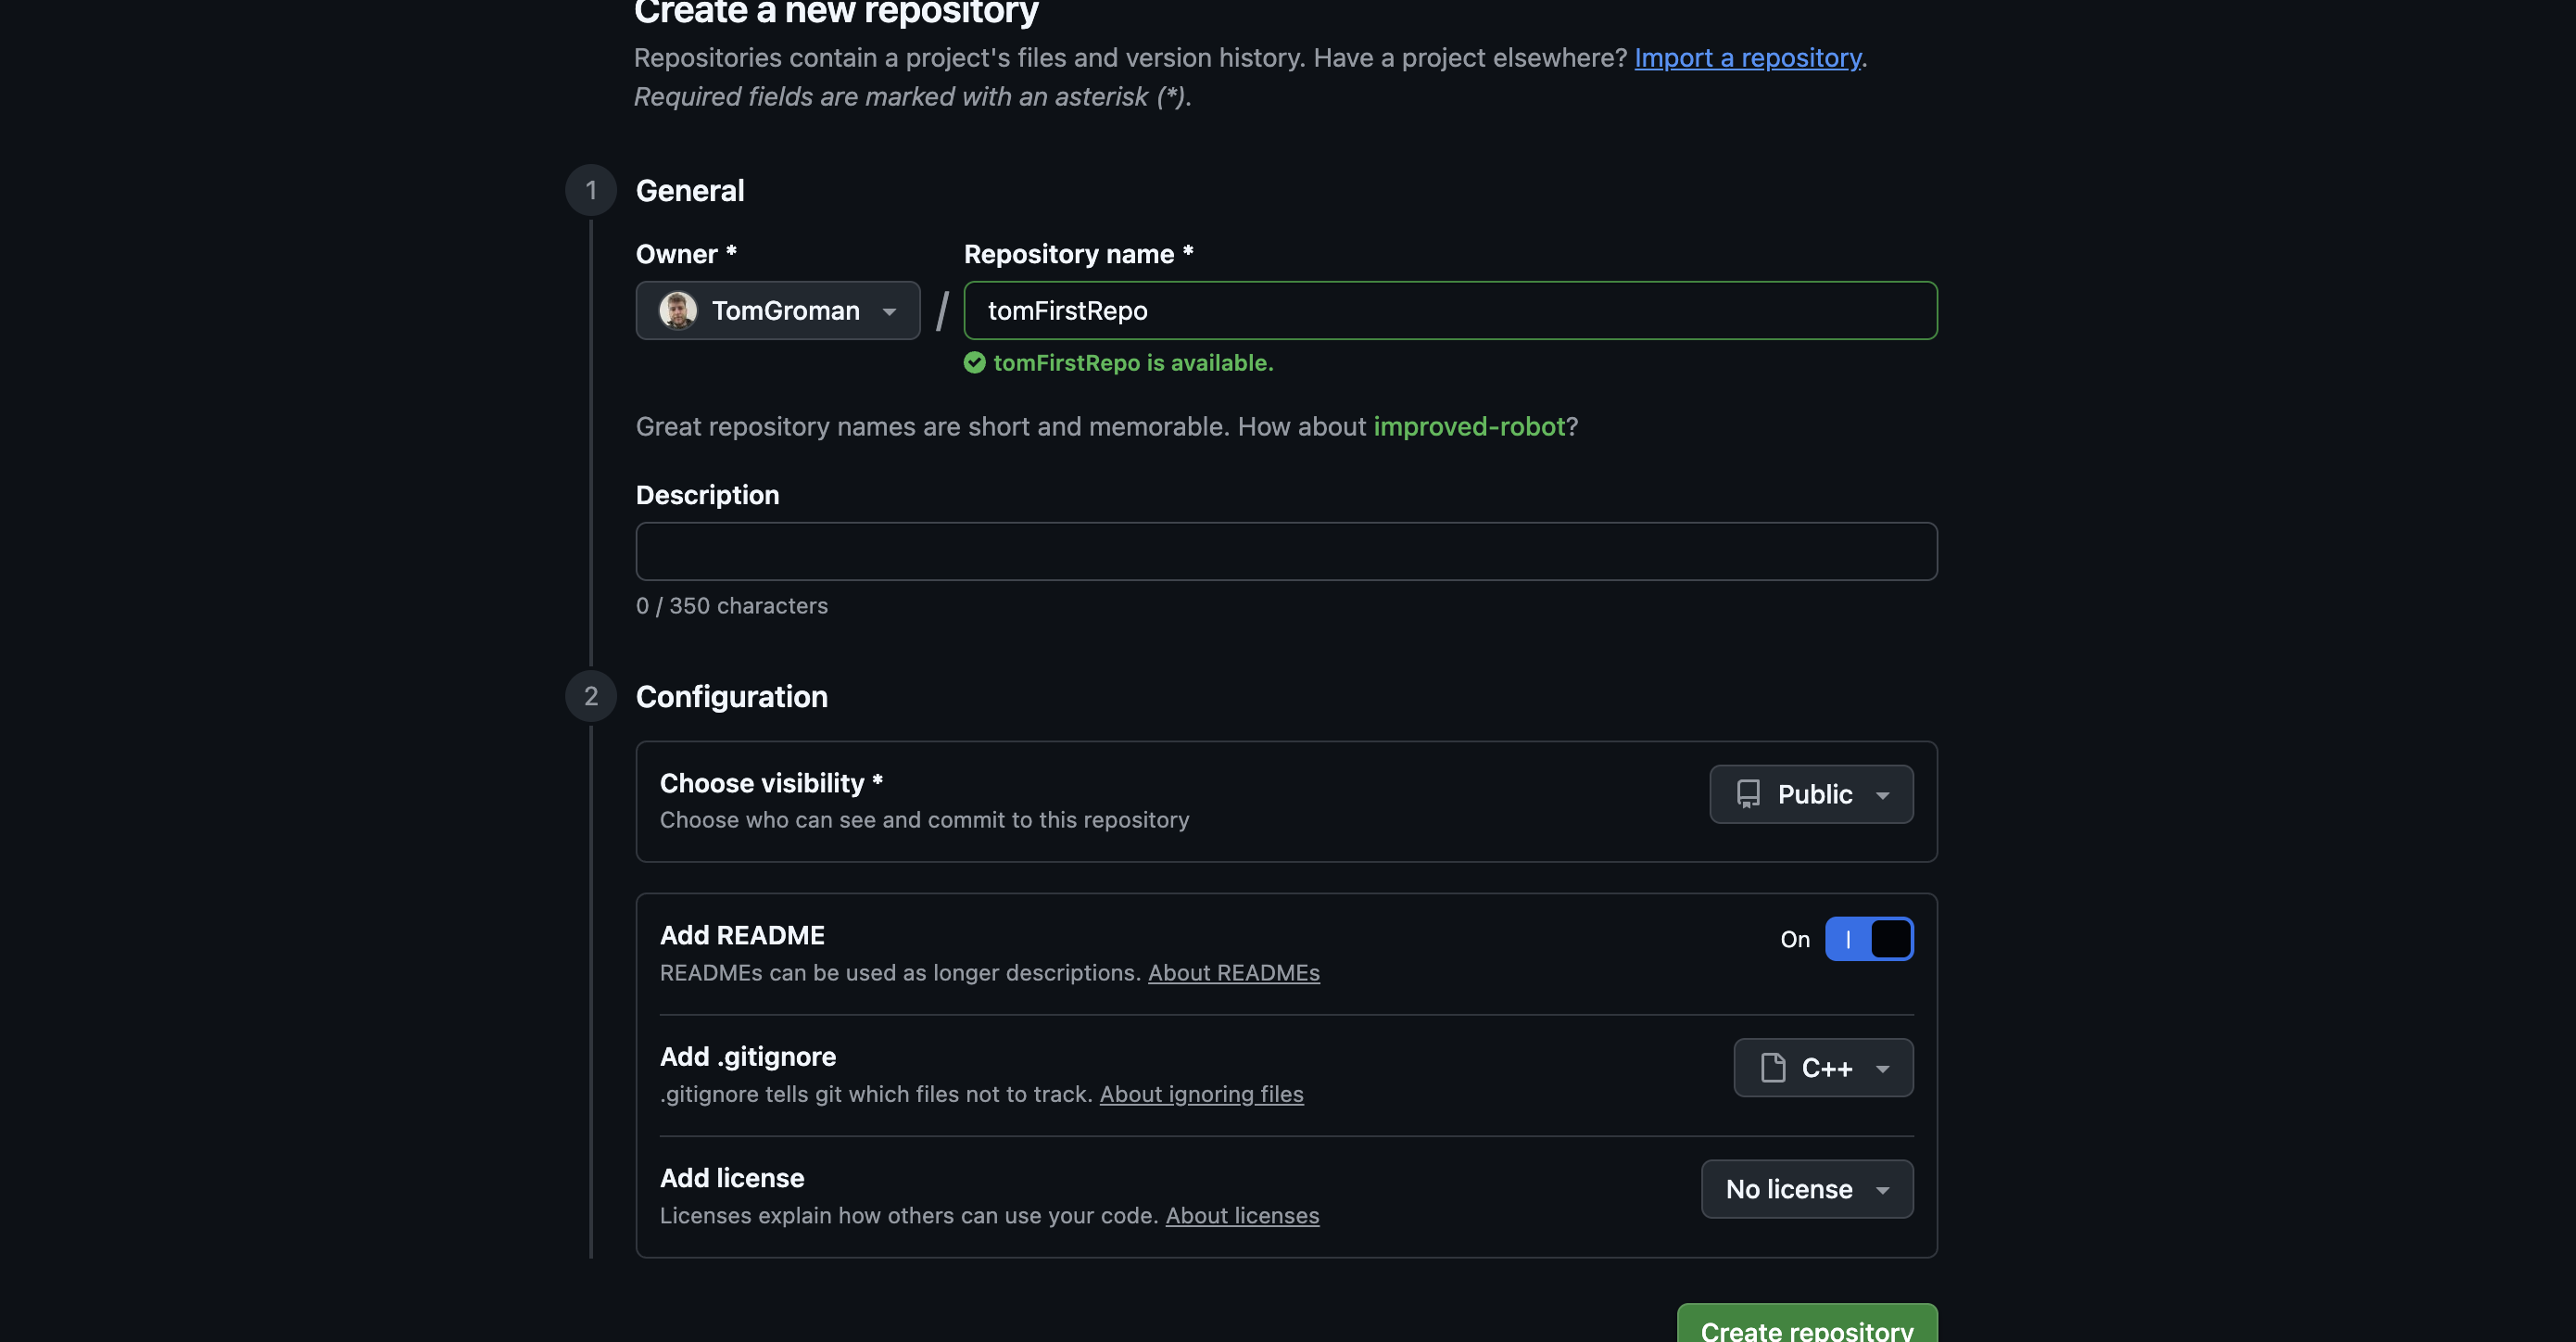 Create a new repository
Repositories contain a project's files and version history. Have a project elsewhere? Import a repository.
Required fields are marked with an asterisk (*).
1 General
Owner * Repository name *
TomGroman / tomFirstRepo
tomFirstRepo is available.
Great repository names are short and memorable. How about improved-robot?
Description
0 / 350 characters
2 Configuration
Choose visibility *
Public
Choose who can see and commit to this repository
Add README
On
READMEs can be used as longer descriptions. About READMEs
Add .gitignore
C++
.gitignore tells git which files not to track. About ignoring files
Add license
No license
Licenses explain how others can use your code. About licenses
Create repository